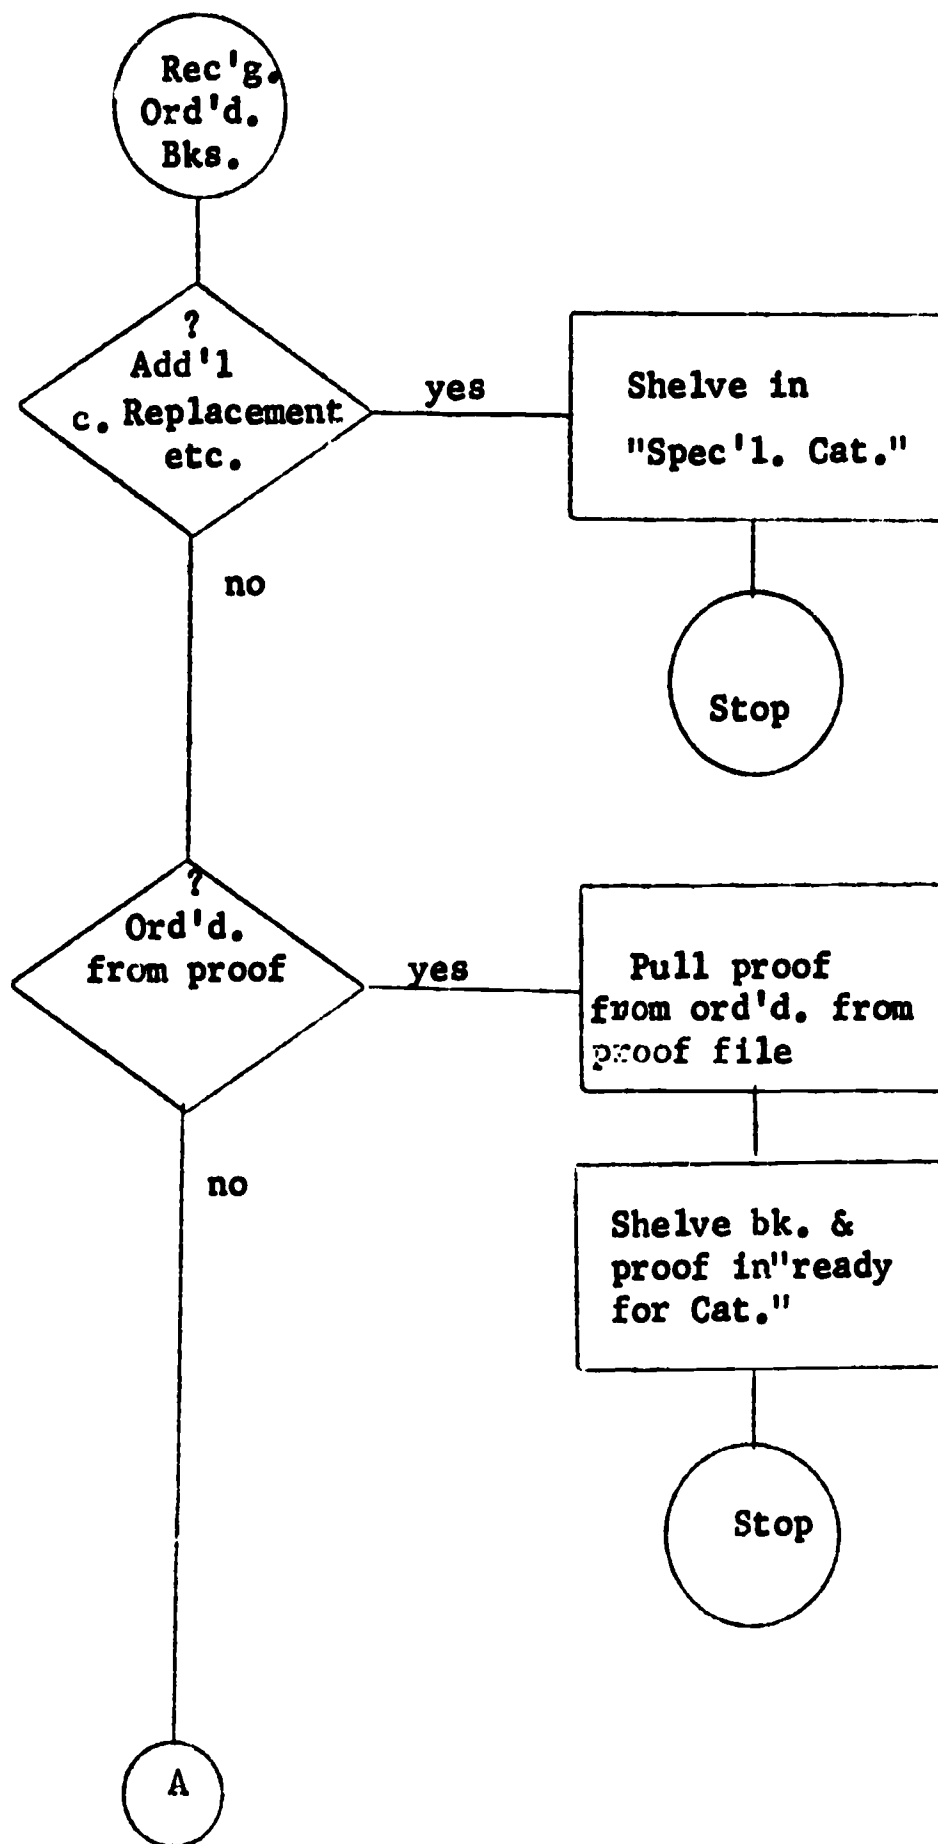 Rec'g.
Ord'd.
Bks.
?
Add'l
c. Replacement
etc.
yes
Shelve in
"Spec'l. Cat."
no
Stop
?
Ord'd.
from proof
yes
Pull proof
from ord'd. from
proof file
no
Shelve bk. &
proof in"ready
for Cat."
Stop
A